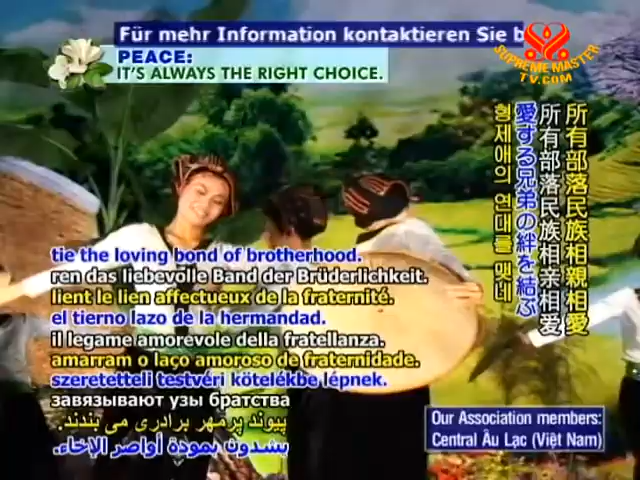 Für mehr Information kontaktieren Sie b
PEACE:
IT'S ALWAYS THE RIGHT CHOICE.
SUPREME MASTER
TV.COM
所有部落民族相親相愛
所有部落民族相亲相爱
愛する兄弟の絆を結ぶ
형제애의 연대를 맺네
tie the loving bond of brotherhood.
ren das liebevolle Band der Brüderlichkeit.
lient le lien affectueux de la fraternité.
el tierno lazo de la hermandad.
il legame amorevole della fratellanza.
amarram o laço amoroso de fraternidade.
szeretetteli testvéri kötelékbe lépnek.
завязывают узы братства
پیوند پرمهر برادری می بندند.
يشدون بمودة أواصر الإخاء.
Our Association members:
Central Âu Lạc (Việt Nam)